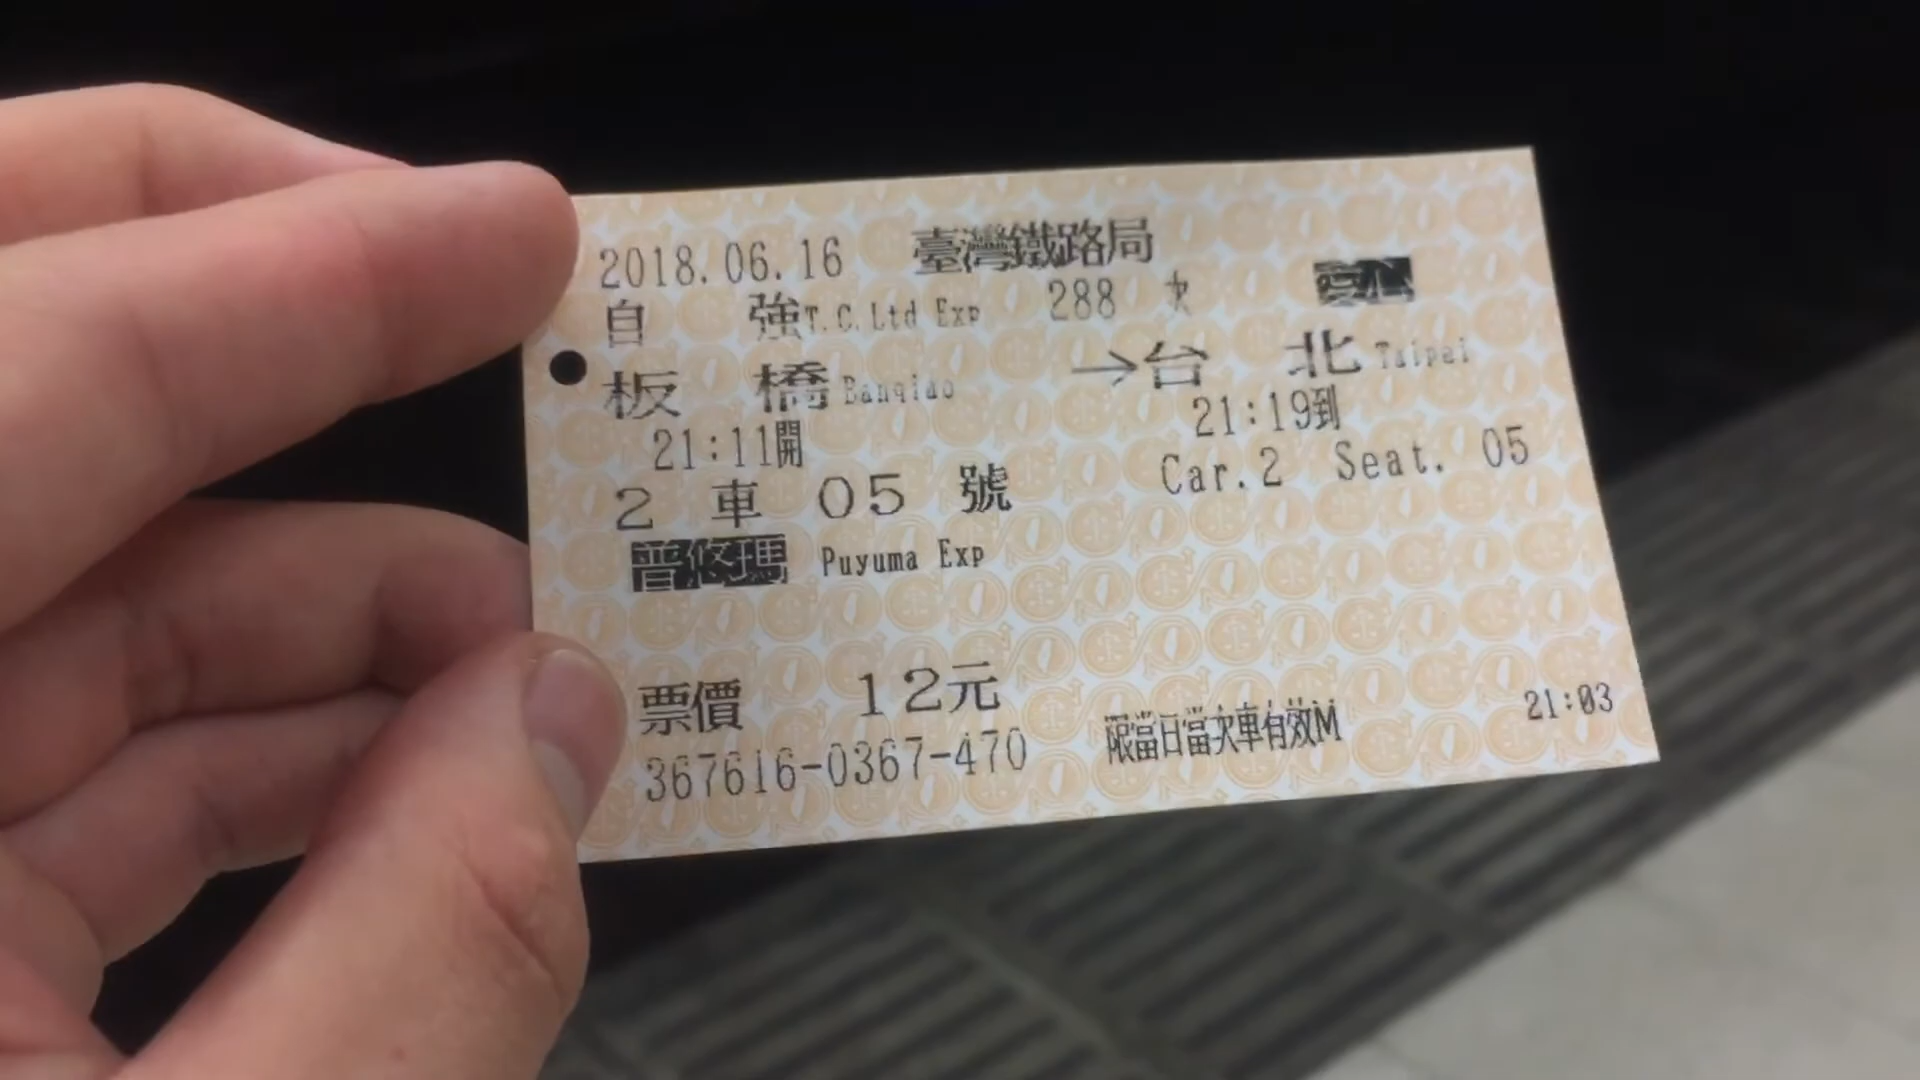 2018.06.16 臺灣鐵路局
自強 T.C.Ltd Exp 288 次 愛心
板橋 Banqiao →台北 Taipei
21:11開 21:19到
2 車 05 號 Car.2 Seat. 05
普悠瑪 Puyuma Exp
票價 12元
367616-0367-470 限當日當次車有效M 21:03